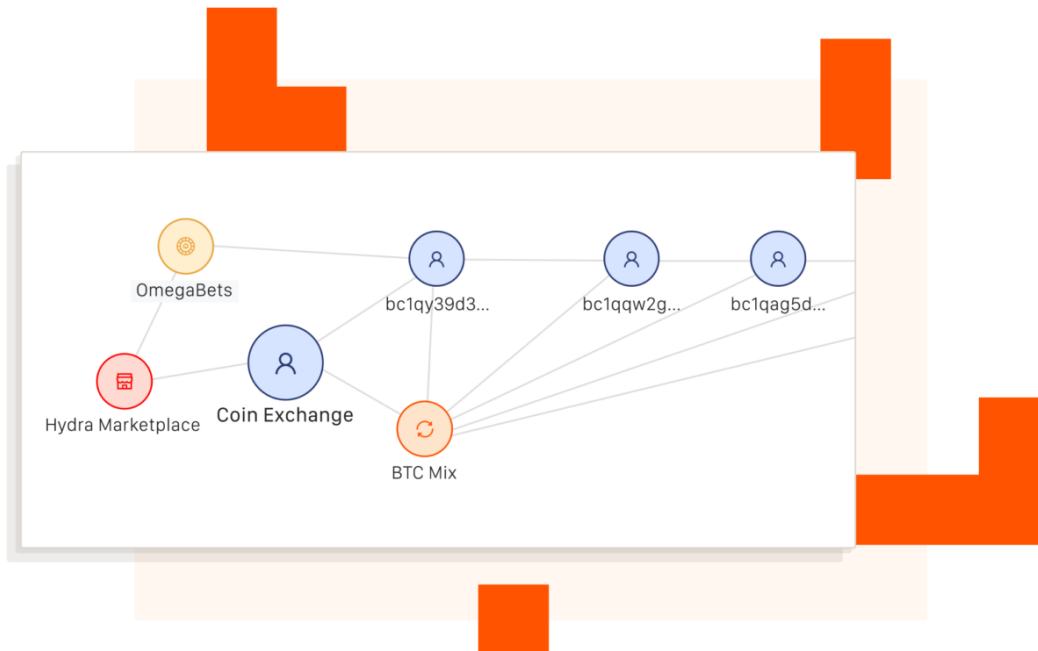 OmegaBets
bc1qy39d3...
bc1qqw2g...
bc1qag5d...
Hydra Marketplace
Coin Exchange
BTC Mix